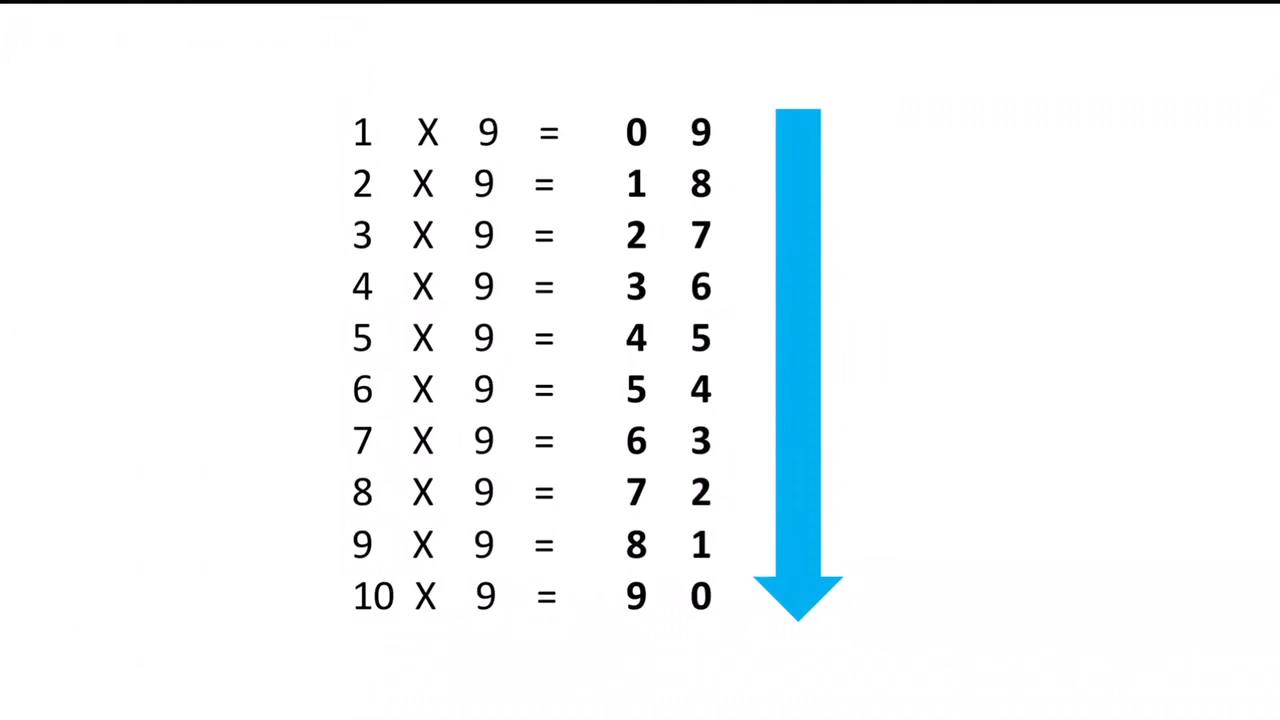 1 X 9 = 0 9
2 X 9 = 1 8
3 X 9 = 2 7
4 X 9 = 3 6
5 X 9 = 4 5
6 X 9 = 5 4
7 X 9 = 6 3
8 X 9 = 7 2
9 X 9 = 8 1
10 X 9 = 9 0